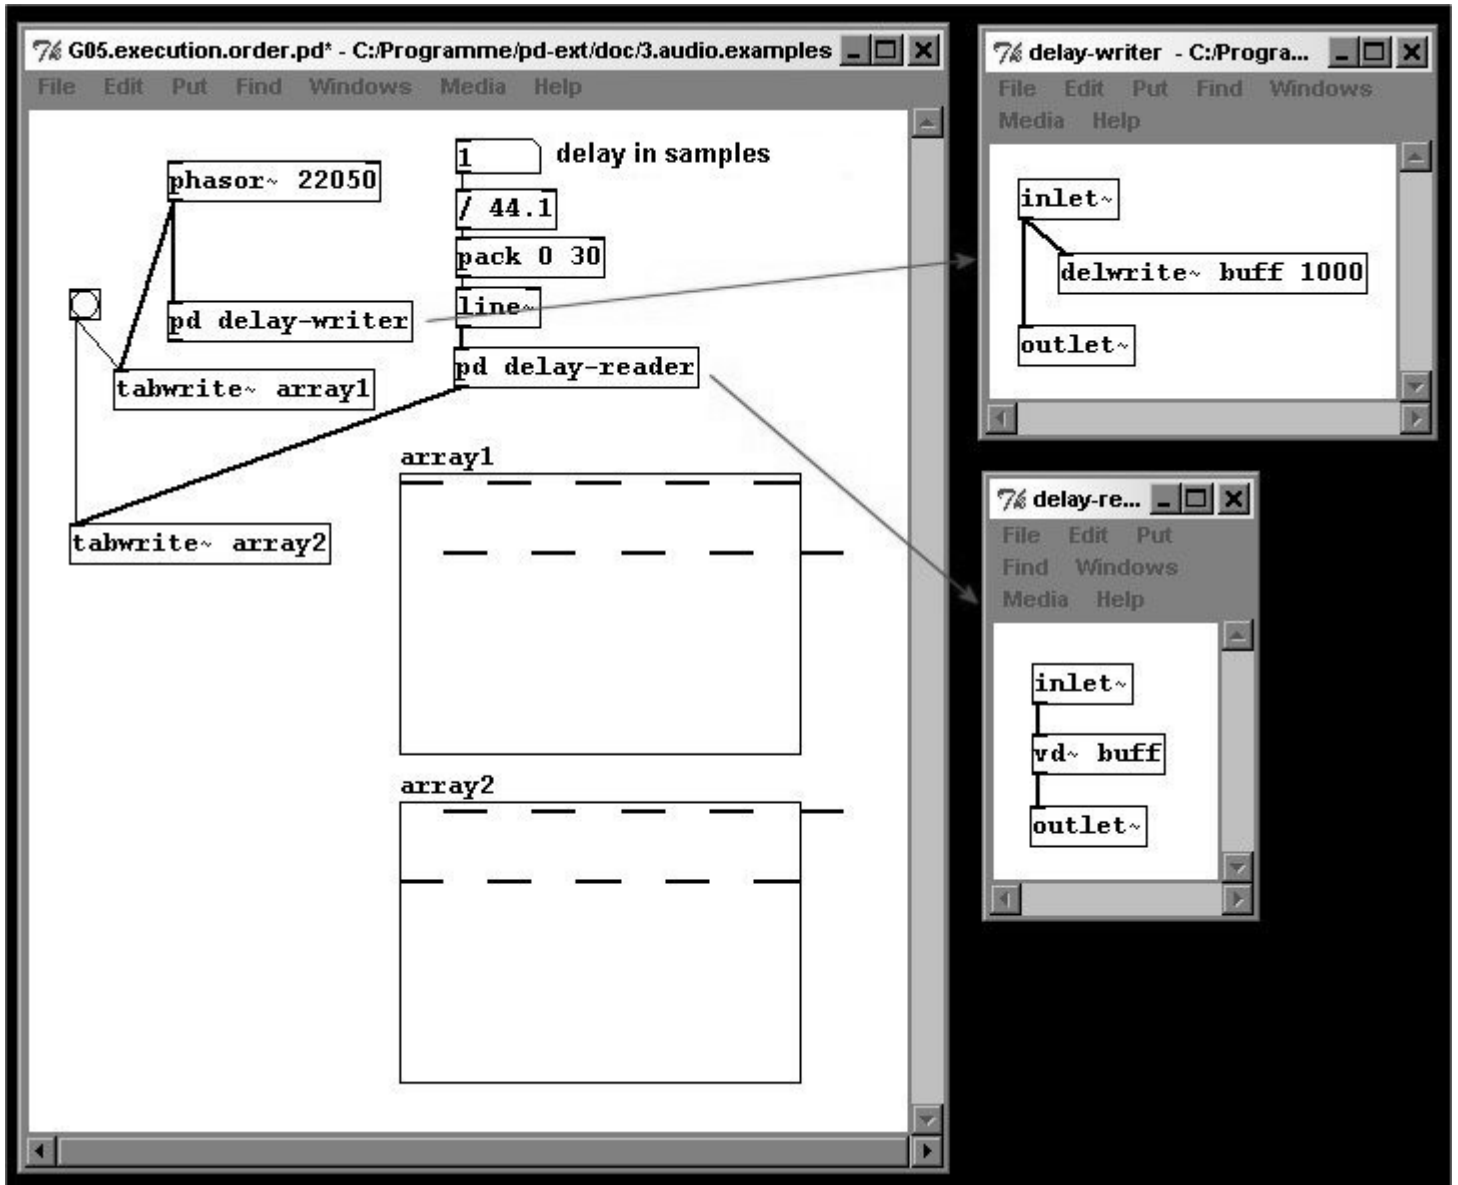 G05.execution.order.pd* - C:/Programme/pd-ext/doc/3.audio.examples
File Edit Put Find Windows Media Help
1 delay in samples
phasor~ 22050
/ 44.1
pack 0 30
line~
pd delay-writer
pd delay-reader
tabwrite~ array1
array1
tabwrite~ array2
array2
delay-writer - C:/Progra...
File Edit Put Find Windows
Media Help
inlet~
delwrite~ buff 1000
outlet~
delay-re...
File Edit Put
Find Windows
Media Help
inlet~
vd~ buff
outlet~